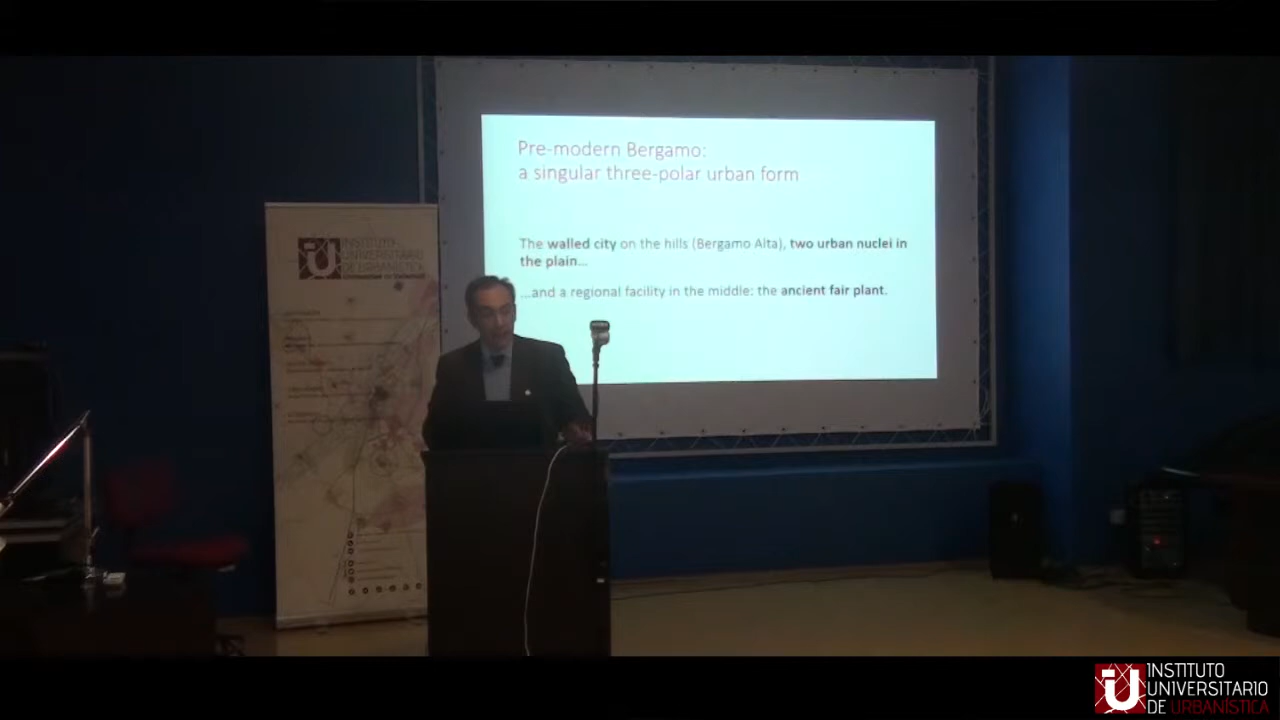 Pre-modern Bergamo:
a singular three-polar urban form
The walled city on the hills (Bergamo Alta), two urban nuclei in
the plain…
…and a regional facility in the middle: the ancient fair plant.
INSTITUTO
UNIVERSITARIO
DE URBANÍSTICA
INSTITUTO
UNIVERSITARIO
DE URBANÍSTICA